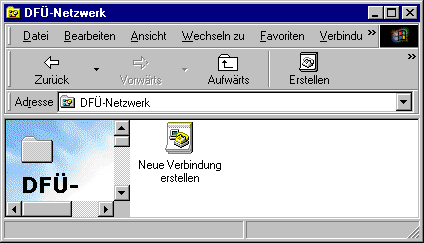 DFÜ-Netzwerk
Datei Bearbeiten Ansicht Wechseln zu Favoriten Verbindu »
Zurück Vorwärts Aufwärts Erstellen »
Adresse DFÜ-Netzwerk
DFÜ-
Neue Verbindung
erstellen